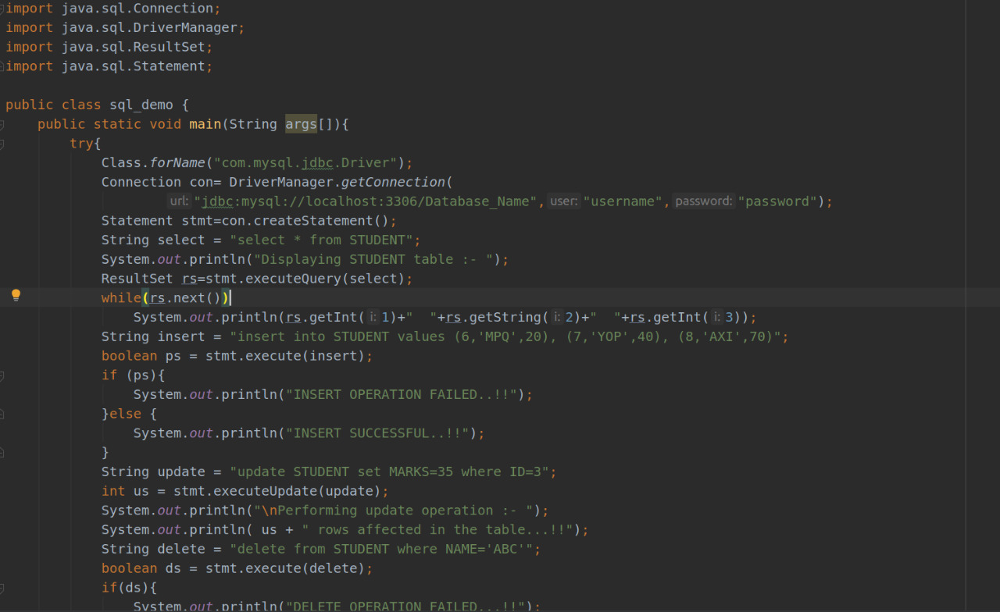 import java.sql.Connection;
import java.sql.DriverManager;
import java.sql.ResultSet;
import java.sql.Statement;
public class sql_demo {
public static void main(String args[]){
try{
Class.forName("com.mysql.jdbc.Driver");
Connection con= DriverManager.getConnection(
url: "jdbc:mysql://localhost:3306/Database_Name", user: "username", password: "password");
Statement stmt=con.createStatement();
String select = "select * from STUDENT";
System.out.println("Displaying STUDENT table :- ");
ResultSet rs=stmt.executeQuery(select);
while(rs.next())
System.out.println(rs.getInt( i: 1)+"  "+rs.getString( i: 2)+"  "+rs.getInt( i: 3));
String insert = "insert into STUDENT values (6,'MPQ',20), (7,'YOP',40), (8,'AXI',70)";
boolean ps = stmt.execute(insert);
if (ps){
System.out.println("INSERT OPERATION FAILED..!!");
}else {
System.out.println("INSERT SUCCESSFUL..!!");
}
String update = "update STUDENT set MARKS=35 where ID=3";
int us = stmt.executeUpdate(update);
System.out.println("\nPerforming update operation :- ");
System.out.println( us + " rows affected in the table...!!");
String delete = "delete from STUDENT where NAME='ABC'";
boolean ds = stmt.execute(delete);
if(ds){
System.out.println("DELETE OPERATION FAILED...!!");